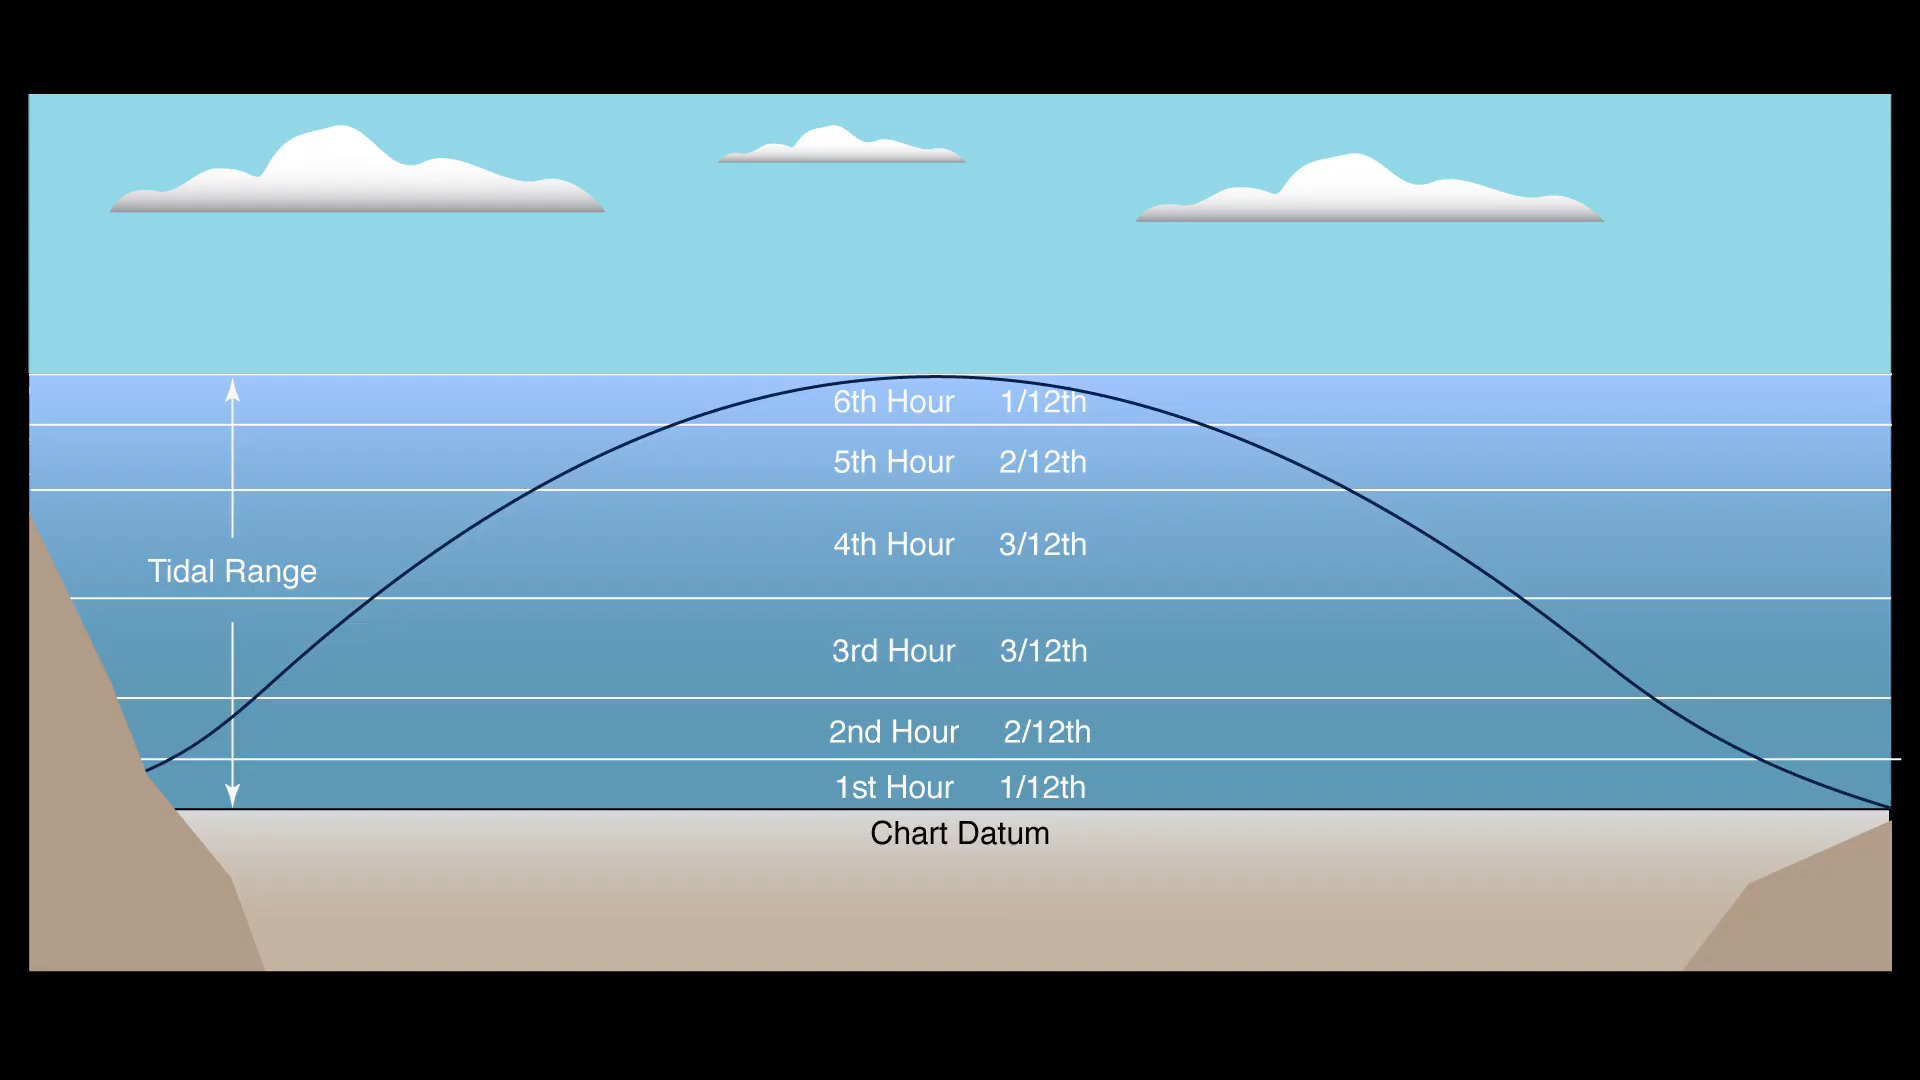 6th Hour 1/12th
5th Hour 2/12th
4th Hour 3/12th
Tidal Range
3rd Hour 3/12th
2nd Hour 2/12th
1st Hour 1/12th
Chart Datum